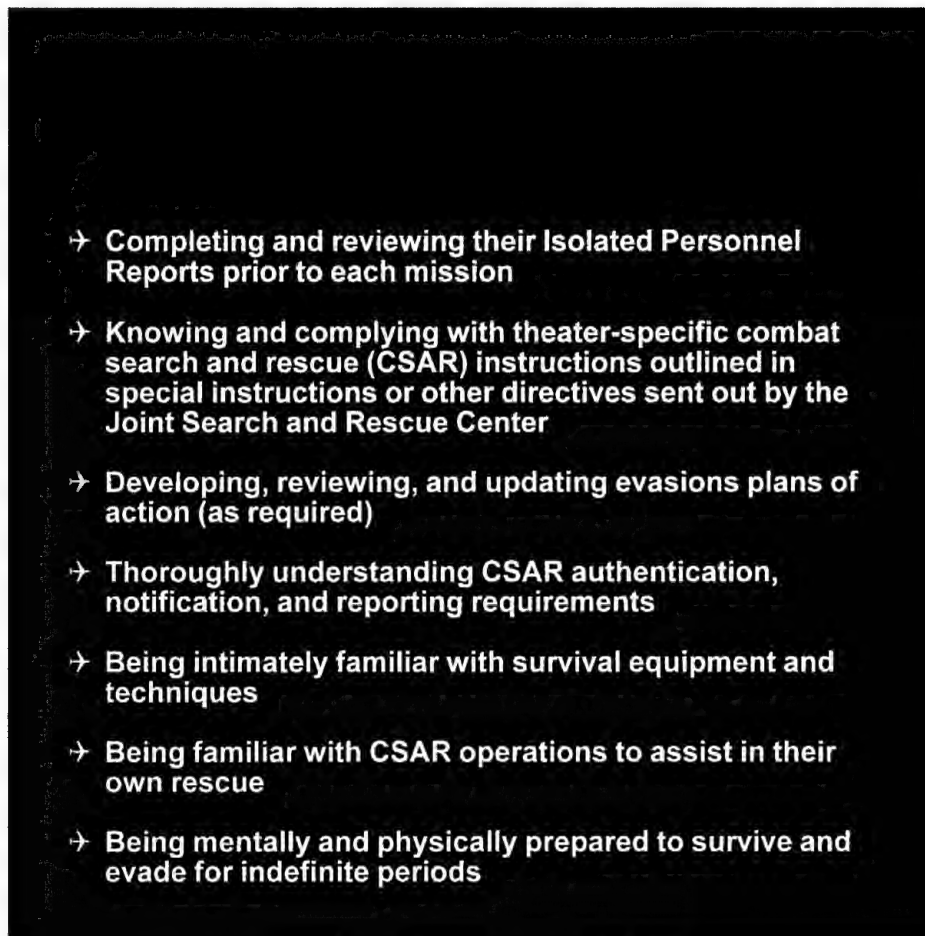 ✈ Completing and reviewing their Isolated Personnel
Reports prior to each mission
✈ Knowing and complying with theater-specific combat
search and rescue (CSAR) instructions outlined in
special instructions or other directives sent out by the
Joint Search and Rescue Center
✈ Developing, reviewing, and updating evasions plans of
action (as required)
✈ Thoroughly understanding CSAR authentication,
notification, and reporting requirements
✈ Being intimately familiar with survival equipment and
techniques
✈ Being familiar with CSAR operations to assist in their
own rescue
✈ Being mentally and physically prepared to survive and
evade for indefinite periods